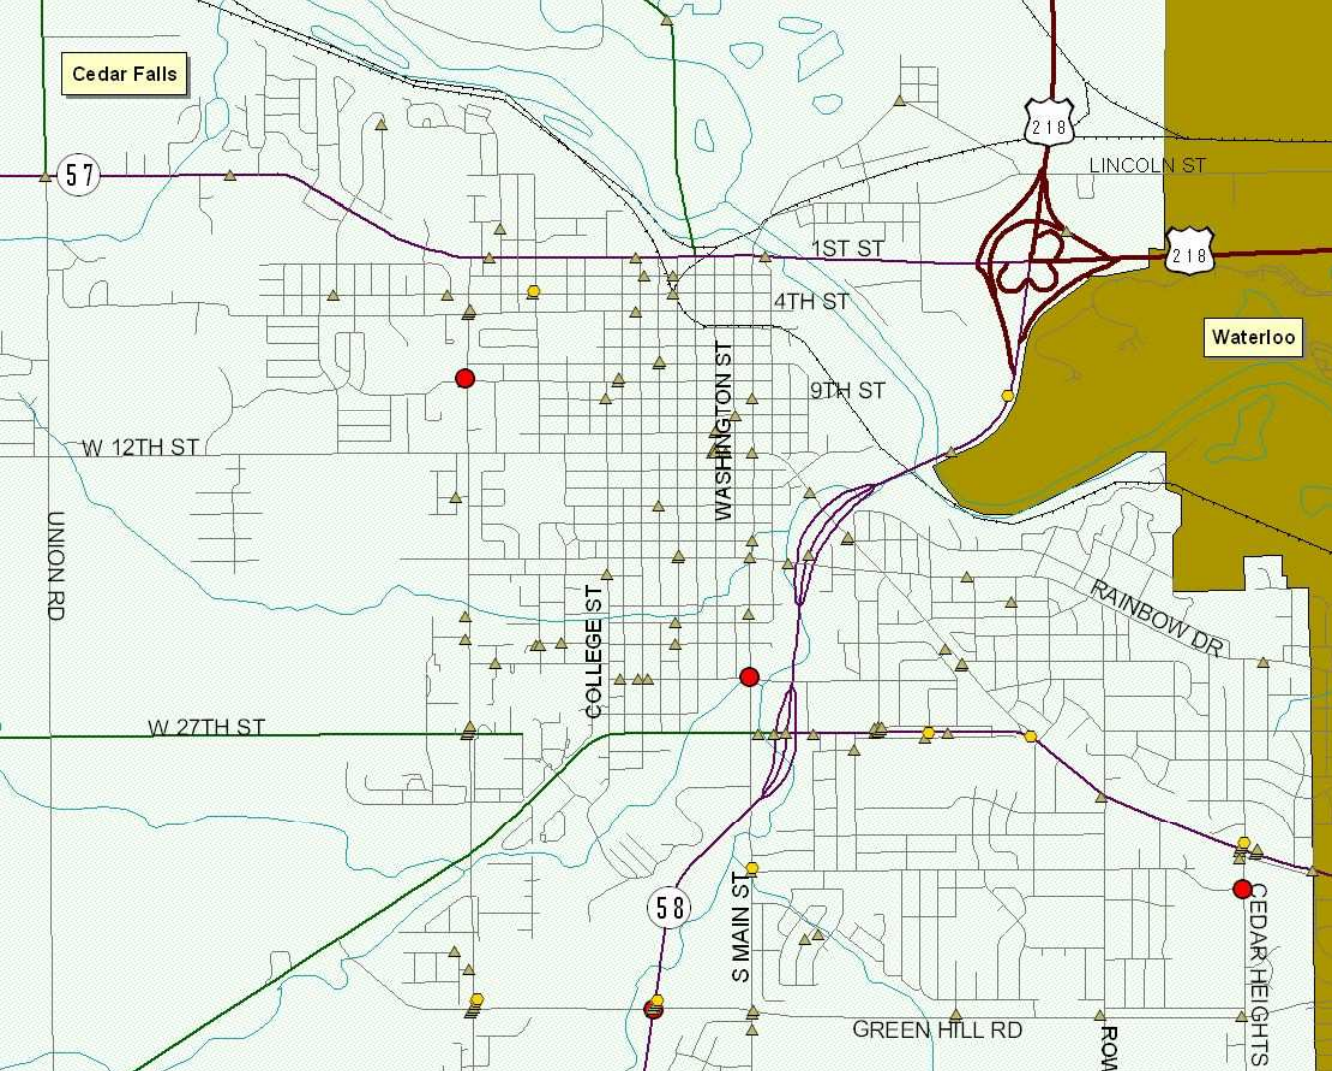 Cedar Falls
218
57
LINCOLN ST
1ST ST
218
4TH ST
Waterloo
WASHINGTON ST
9TH ST
W 12TH ST
UNION RD
COLLEGE ST
RAINBOW DR
W 27TH ST
58
S MAIN ST
CEDAR HEIGHTS
GREEN HILL RD
ROW